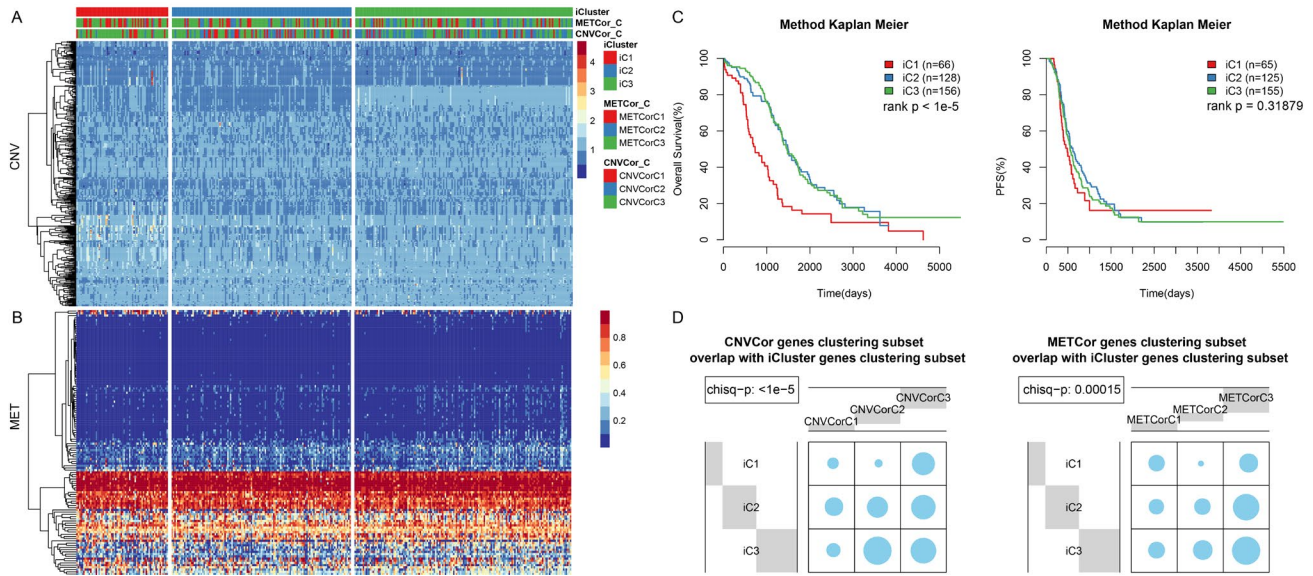 A
iCluster
METCor_C
CNVCor_C
iCluster
iC1
iC2
iC3
METCor_C
METCorC1
METCorC2
METCorC3
CNVCor_C
CNVCorC1
CNVCorC2
CNVCorC3
4
3
2
1
CNV
B
0.8
0.6
0.4
0.2
MET
C
Method Kaplan Meier
iC1 (n=66)
iC2 (n=128)
iC3 (n=156)
rank p < 1e-5
Overall Survival(%)
100
80
60
40
20
0
0 1000 2000 3000 4000 5000
Time(days)
Method Kaplan Meier
iC1 (n=65)
iC2 (n=125)
iC3 (n=155)
rank p = 0.31879
PFS(%)
100
80
60
40
20
0
0 500 1500 2500 3500 4500 5500
Time(days)
D
CNVCor genes clustering subset
overlap with iCluster genes clustering subset
chisq−p: <1e−5
CNVCorC1
CNVCorC2
CNVCorC3
iC1
iC2
iC3
METCor genes clustering subset
overlap with iCluster genes clustering subset
chisq−p: 0.00015
METCorC1
METCorC2
METCorC3
iC1
iC2
iC3